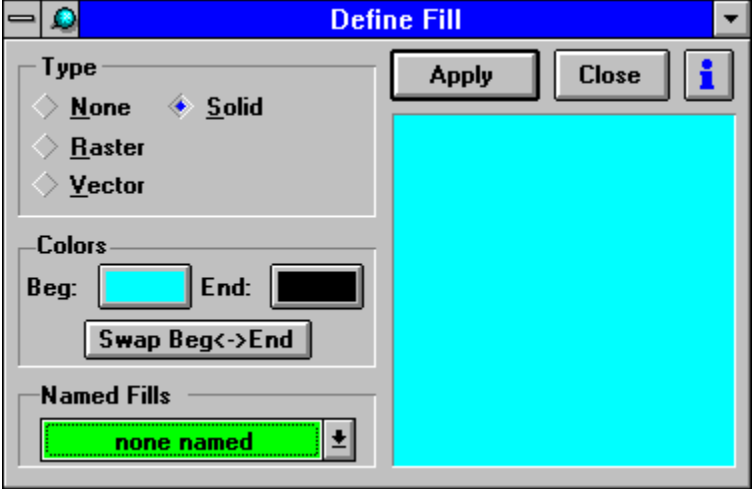 Define Fill
Type
None
Solid
Raster
Vector
Apply
Close
i
Colors
Beg:
End:
Swap Beg<->End
Named Fills
none named